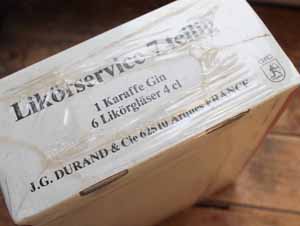 Likörservice 7 teilig
1 Karaffe Gin
6 Likörgläser 4 cl
J.G. DURAND & Cie 62510 Arques FRANCE